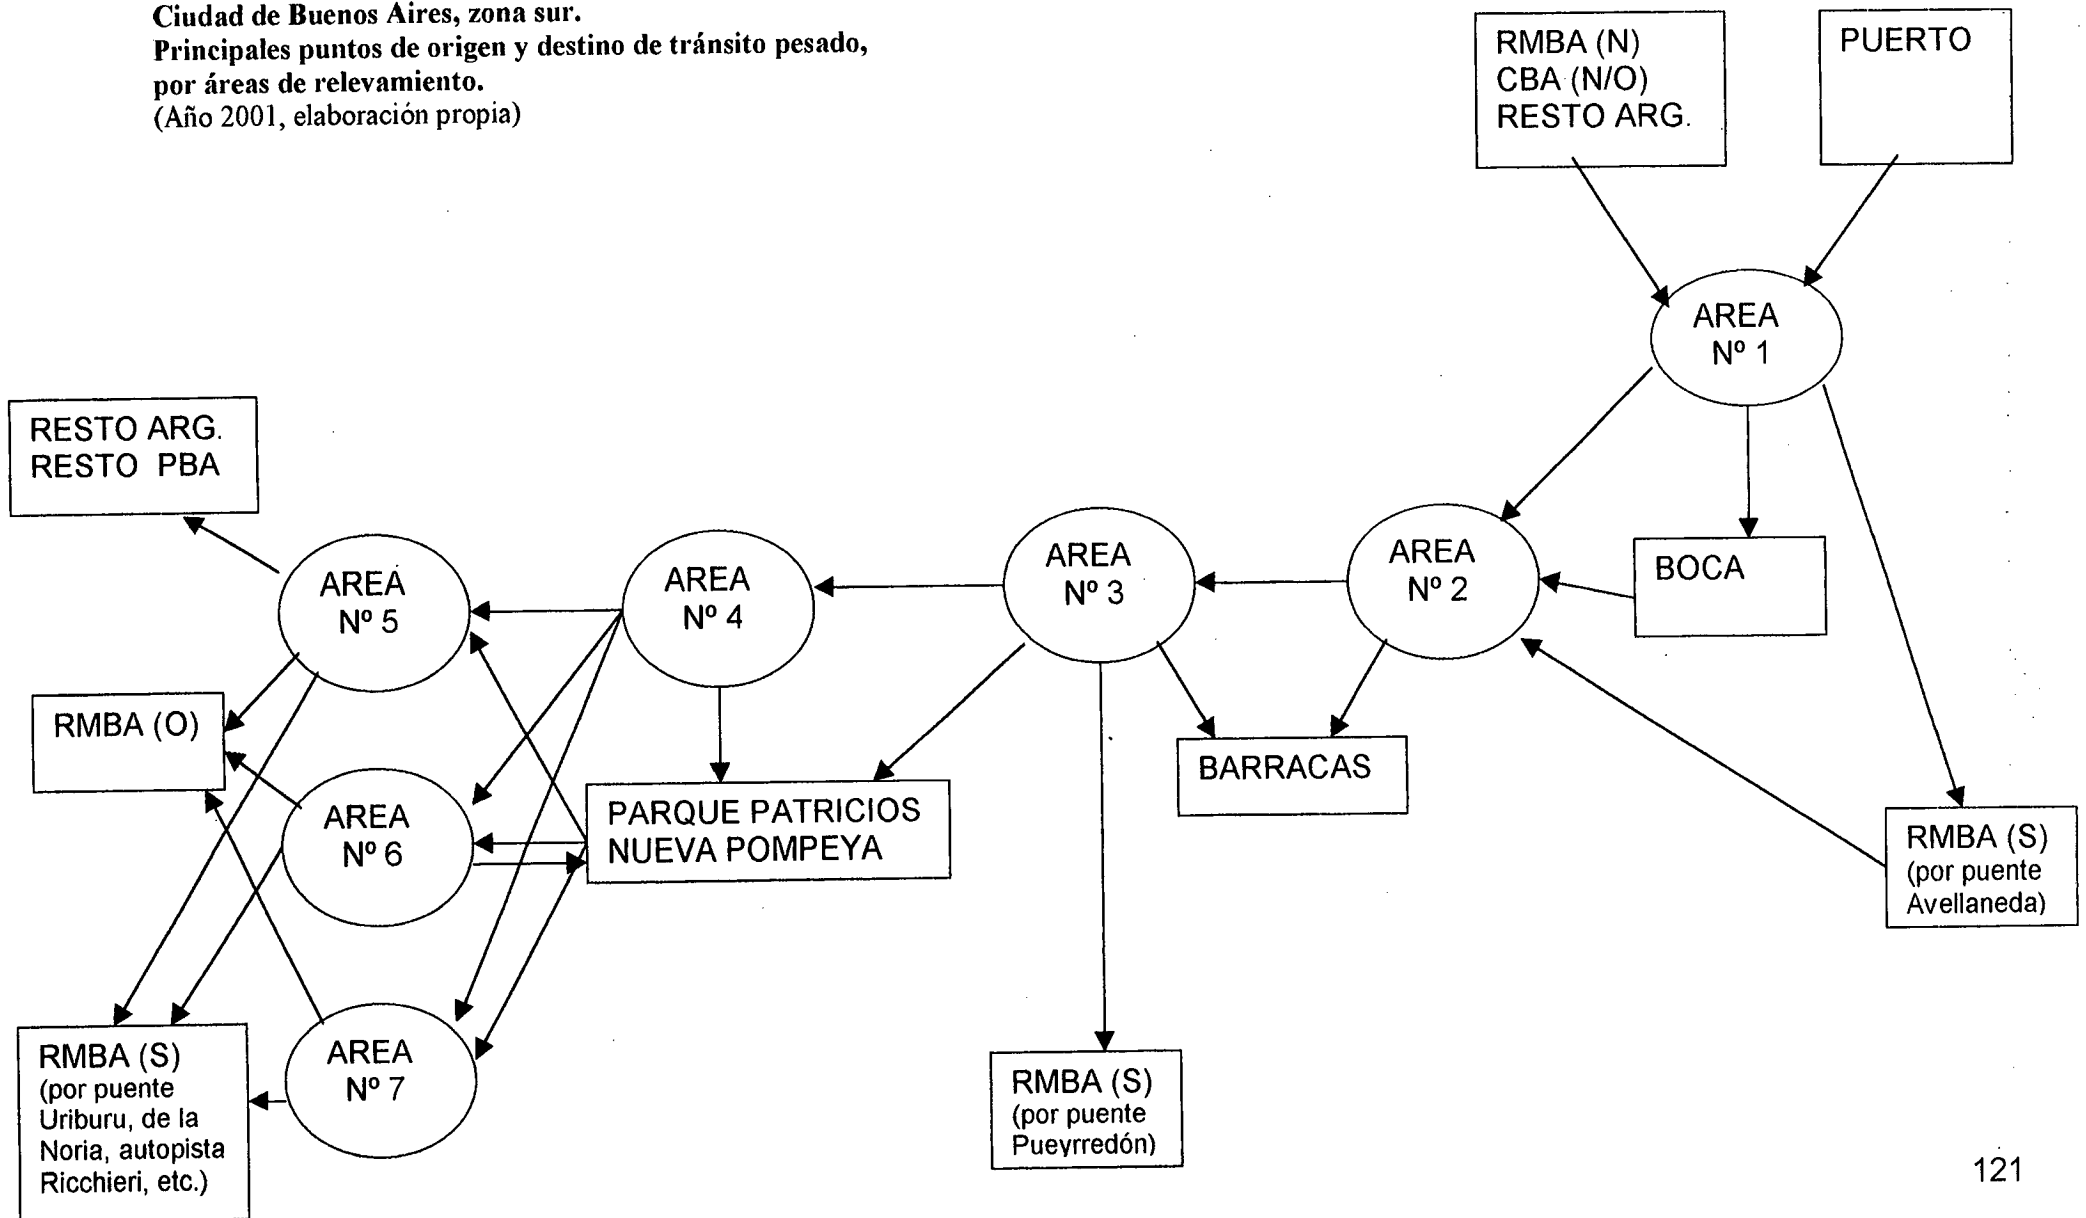 Ciudad de Buenos Aires, zona sur.
Principales puntos de origen y destino de tránsito pesado,
por áreas de relevamiento.
(Año 2001, elaboración propia)
RMBA (N)
CBA (N/O)
RESTO ARG.
PUERTO
AREA
Nº 1
RESTO ARG.
RESTO PBA
AREA
Nº 5
AREA
Nº 4
AREA
Nº 3
AREA
Nº 2
BOCA
RMBA (O)
AREA
Nº 6
PARQUE PATRICIOS
NUEVA POMPEYA
BARRACAS
RMBA (S)
(por puente
Avellaneda)
RMBA (S)
(por puente
Uriburu, de la
Noria, autopista
Ricchieri, etc.)
AREA
Nº 7
RMBA (S)
(por puente
Pueyrredón)
121